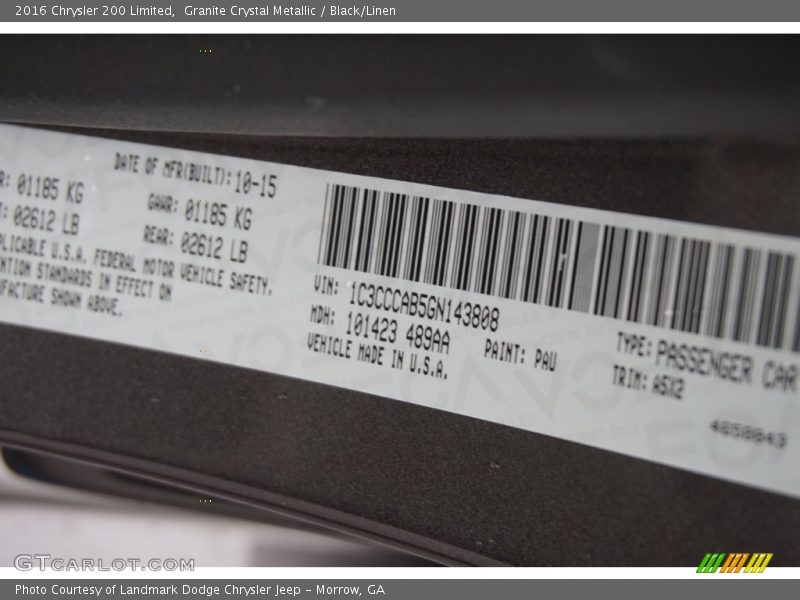 2016 Chrysler 200 Limited, Granite Crystal Metallic / Black/Linen
DATE OF MFR(BUILT): 10-15
R: 01185 KG
GAWR: 01185 KG
T: 02612 LB
REAR: 02612 LB
PLICABLE U.S.A. FEDERAL MOTOR VEHICLE SAFETY,
NTION STANDARDS IN EFFECT ON
UFACTURE SHOWN ABOVE.
VIN: 1C3CCCAB5GN143808
MDH: 101423 489AA
VEHICLE MADE IN U.S.A.
PAINT: PAU
TYPE: PASSENGER CAR
TRIM: A5X2
4658843
GTCARLOT.COM
Photo Courtesy of Landmark Dodge Chrysler Jeep - Morrow, GA